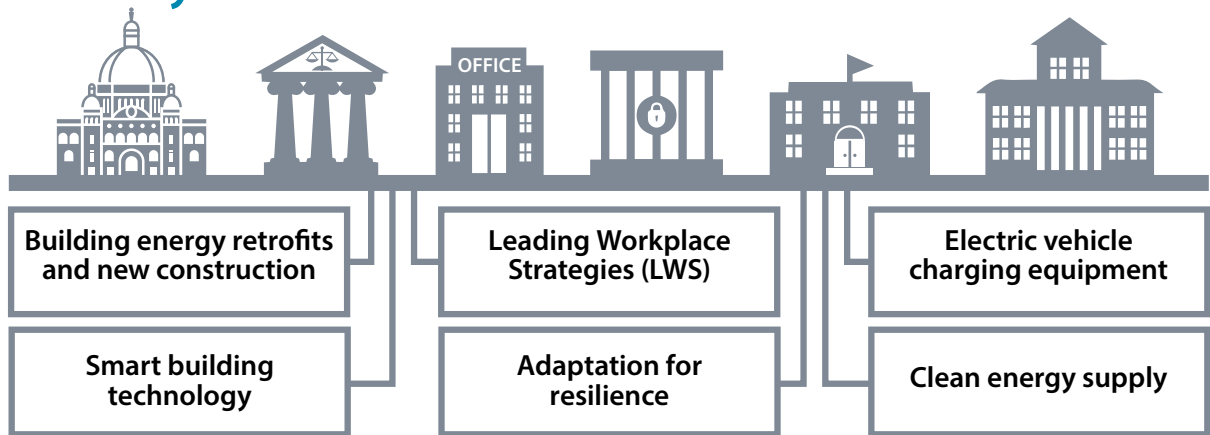 OFFICE
Building energy retrofits
and new construction
Leading Workplace
Strategies (LWS)
Electric vehicle
charging equipment
Smart building
technology
Adaptation for
resilience
Clean energy supply